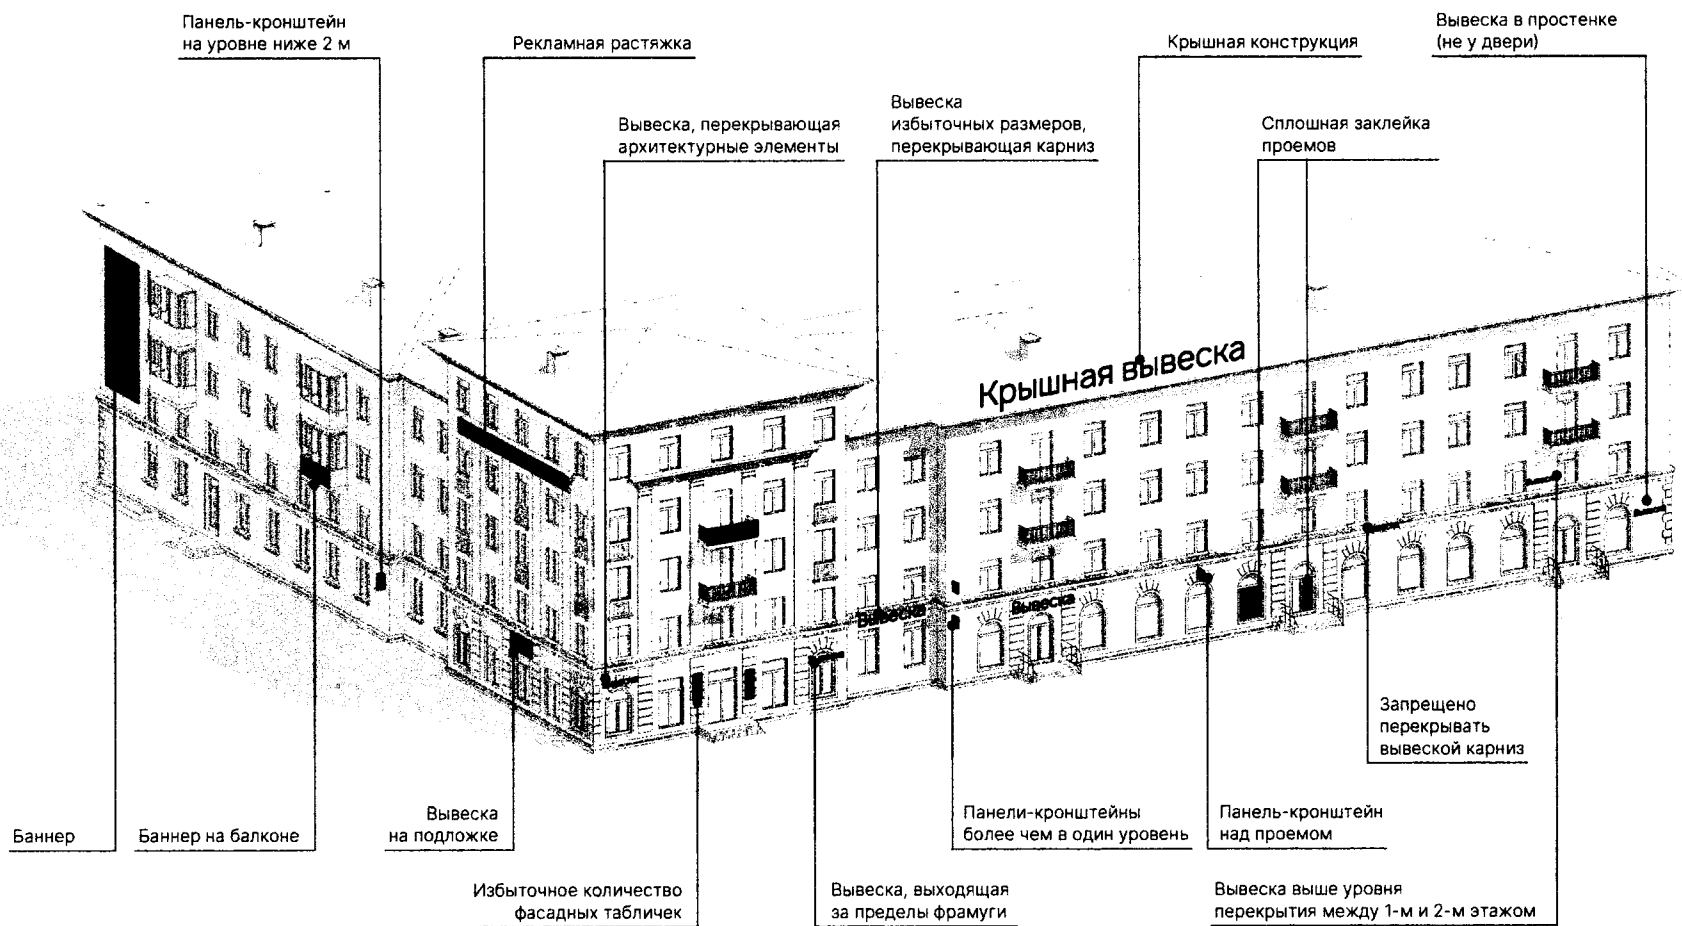 Панель-кронштейн
на уровне ниже 2 м
Рекламная растяжка
Крышная конструкция
Вывеска в простенке
(не у двери)
Вывеска, перекрывающая
архитектурные элементы
Вывеска
избыточных размеров,
перекрывающая карниз
Сплошная заклейка
проемов
Крышная вывеска
Вывеска
Вывеска
Запрещено
перекрывать
вывеской карниз
Баннер
Баннер на балконе
Вывеска
на подложке
Панели-кронштейны
более чем в один уровень
Панель-кронштейн
над проемом
Избыточное количество
фасадных табличек
Вывеска, выходящая
за пределы фрамуги
Вывеска выше уровня
перекрытия между 1-м и 2-м этажом